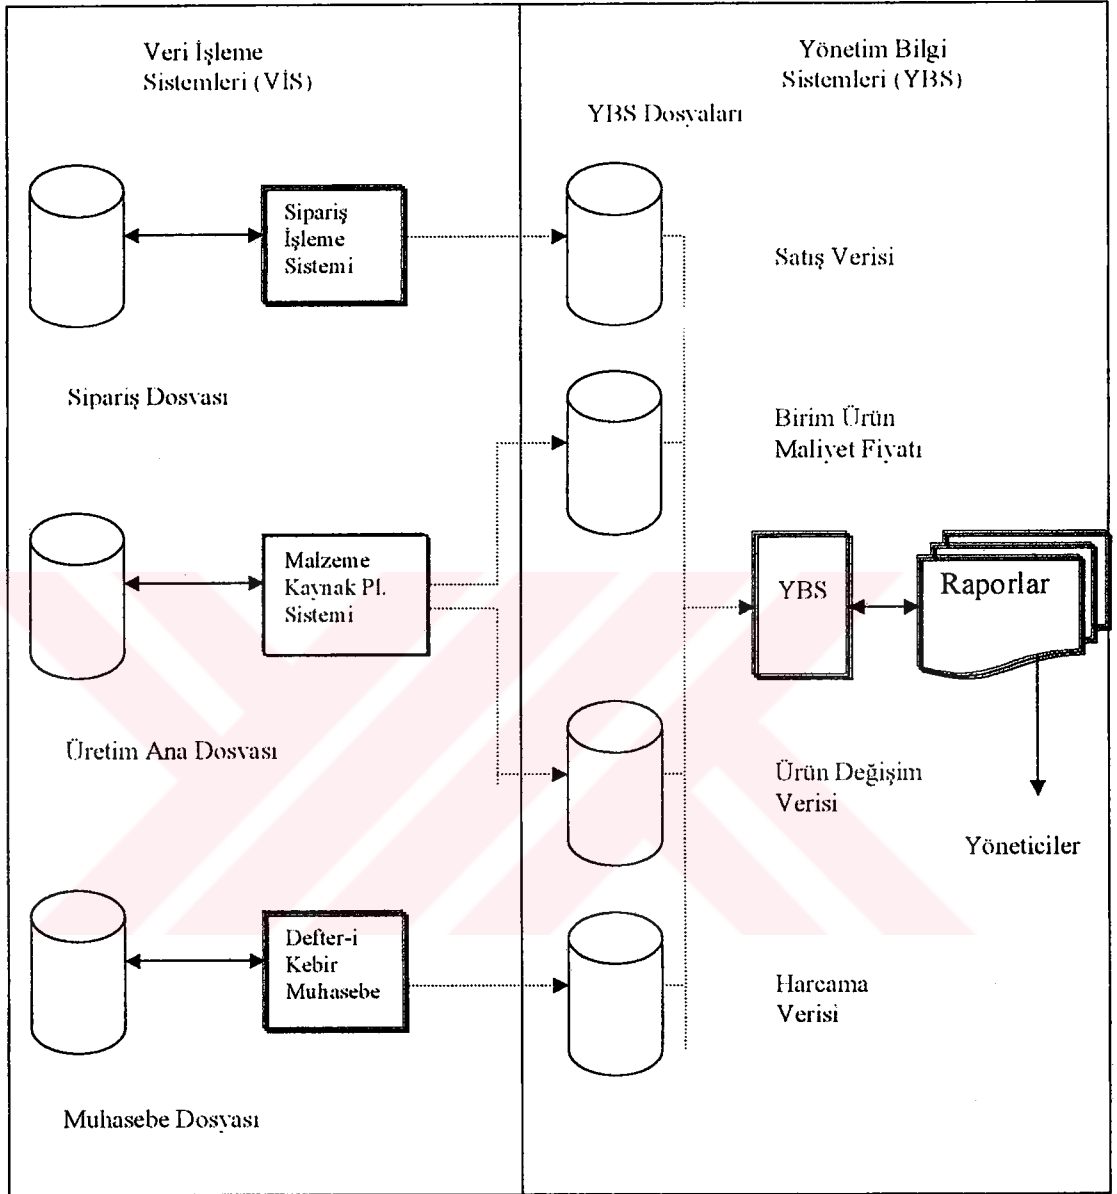 Veri İşleme
Sistemleri (VİS)
Yönetim Bilgi
Sistemleri (YBS)
YBS Dosyaları
Sipariş
İşleme
Sistemi
Satış Verisi
Sipariş Dosyası
Birim Ürün
Maliyet Fiyatı
Malzeme
Kaynak Pl.
Sistemi
YBS
Raporlar
Üretim Ana Dosyası
Ürün Değişim
Verisi
Yöneticiler
Defter-i
Kebir
Muhasebe
Harcama
Verisi
Muhasebe Dosyası